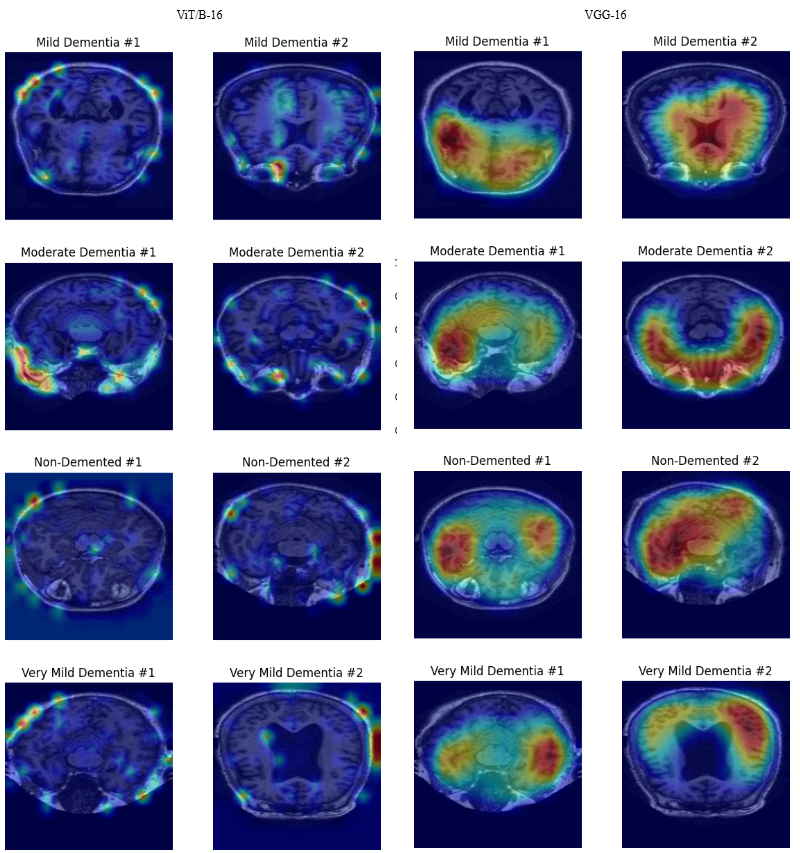 ViT/B-16 VGG-16
Mild Dementia #1 Mild Dementia #2 Mild Dementia #1 Mild Dementia #2
Moderate Dementia #1 Moderate Dementia #2 Moderate Dementia #1 Moderate Dementia #2
Non-Demented #1 Non-Demented #2 Non-Demented #1 Non-Demented #2
Very Mild Dementia #1 Very Mild Dementia #2 Very Mild Dementia #1 Very Mild Dementia #2